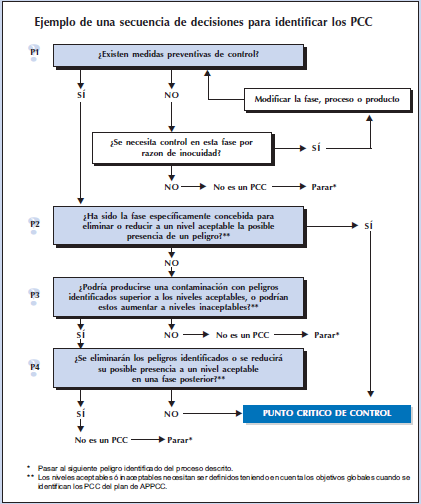 Ejemplo de una secuencia de decisiones para identificar los PCC
P1
¿Existen medidas preventivas de control?
SÍ
NO
Modificar la fase, proceso o producto
¿Se necesita control en esta fase por
razon de inocuidad?
SÍ
NO
No es un PCC
Parar*
P2
¿Ha sido la fase específicamente concebida para
eliminar o reducir a un nivel aceptable la posible
presencia de un peligro?**
SÍ
NO
P3
¿Podría producirse una contaminación con peligros
identificados superior a los niveles aceptables, o podrían
estos aumentar a niveles inaceptables?**
SÍ
NO
No es un PCC
Parar*
P4
¿Se eliminarán los peligros identificados o se reducirá
su posible presencia a un nivel aceptable
en una fase posterior?**
SÍ
NO
PUNTO CRITICO DE CONTROL
No es un PCC
Parar*
* Pasar al siguiente peligro identificado del proceso descrito.
** Los niveles aceptables ó inaceptables necesitan ser definidos teniendo en cuenta los objetivos globales cuando se
identifican los PCC del plan de APPCC.